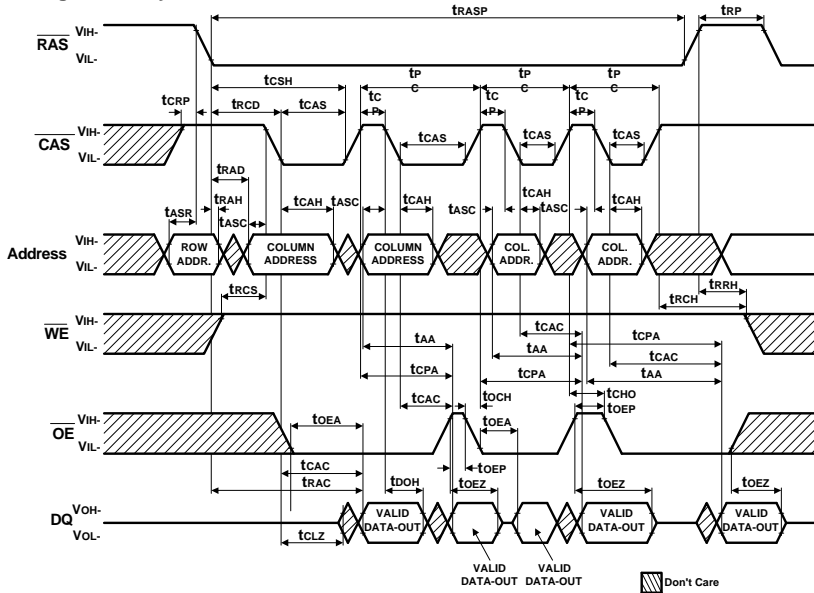 tRASP
tRP
RAS
VIH-
VIL-
tCSH
tP
C
tP
C
tP
C
tCRP
tRCD
tCAS
tC
P
tC
P
tC
P
CAS
VIH-
VIL-
tCAS
tCAS
tCAS
tRAD
tASR
tRAH
tASC
tCAH
tASC
tCAH
tASC
tCAH
tASC
tCAH
Address
VIH-
VIL-
ROW
ADDR.
COLUMN
ADDRESS
COLUMN
ADDRESS
COL.
ADDR.
COL.
ADDR.
tRCS
tRRH
tRCH
WE
VIH-
VIL-
tAA
tCPA
tCAC
tCAC
tAA
tCPA
tCPA
tCAC
tAA
tOCH
tCHO
tOEP
OE
VIH-
VIL-
tOEA
tOEA
tOEP
tCAC
tRAC
tDOH
tOEZ
tOEZ
tOEZ
DQ
VOH-
VOL-
VALID
DATA-OUT
VALID
DATA-OUT
VALID
DATA-OUT
tCLZ
VALID
DATA-OUT
VALID
DATA-OUT
Don't Care